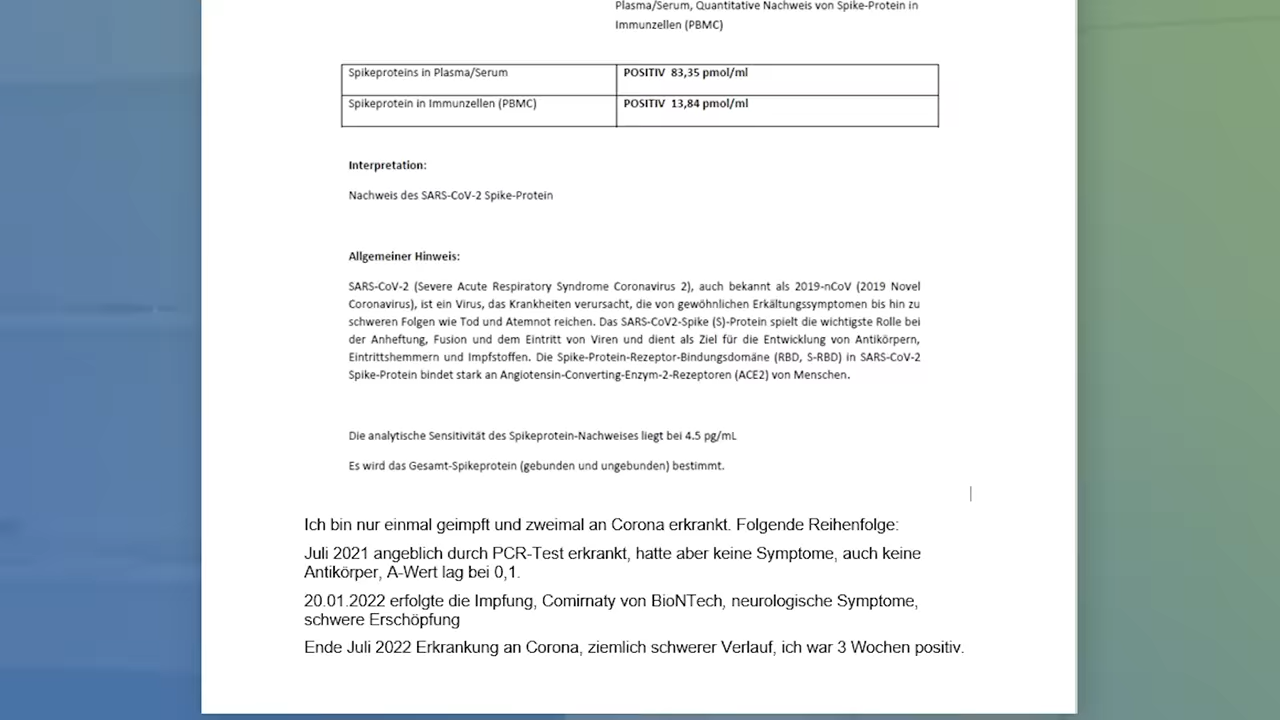 Plasma/Serum, Quantitative Nachweis von Spike-Protein in
Immunzellen (PBMC)
Spikeproteins in Plasma/Serum POSITIV 83,35 pmol/ml
Spikeprotein in Immunzellen (PBMC) POSITIV 13,84 pmol/ml
Interpretation:
Nachweis des SARS-CoV-2 Spike-Protein
Allgemeiner Hinweis:
SARS-CoV-2 (Severe Acute Respiratory Syndrome Coronavirus 2), auch bekannt als 2019-nCoV (2019 Novel
Coronavirus), ist ein Virus, das Krankheiten verursacht, die von gewöhnlichen Erkältungssymptomen bis hin zu
schweren Folgen wie Tod und Atemnot reichen. Das SARS-CoV2-Spike (S)-Protein spielt die wichtigste Rolle bei
der Anheftung, Fusion und dem Eintritt von Viren und dient als Ziel für die Entwicklung von Antikörpern,
Eintrittshemmern und Impfstoffen. Die Spike-Protein-Rezeptor-Bindungsdomäne (RBD, S-RBD) in SARS-CoV-2
Spike-Protein bindet stark an Angiotensin-Converting-Enzym-2-Rezeptoren (ACE2) von Menschen.
Die analytische Sensitivität des Spikeprotein-Nachweises liegt bei 4.5 pg/mL
Es wird das Gesamt-Spikeprotein (gebunden und ungebunden) bestimmt.
Ich bin nur einmal geimpft und zweimal an Corona erkrankt. Folgende Reihenfolge:
Juli 2021 angeblich durch PCR-Test erkrankt, hatte aber keine Symptome, auch keine
Antikörper, A-Wert lag bei 0,1.
20.01.2022 erfolgte die Impfung, Comirnaty von BioNTech, neurologische Symptome,
schwere Erschöpfung
Ende Juli 2022 Erkrankung an Corona, ziemlich schwerer Verlauf, ich war 3 Wochen positiv.